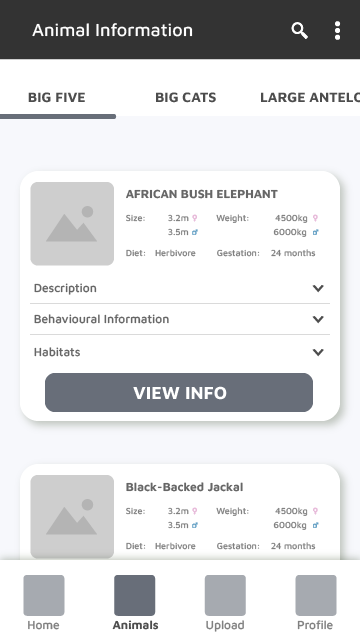 Animal Information
BIG FIVE BIG CATS LARGE ANTELO
AFRICAN BUSH ELEPHANT
Size: 3.2m ♀ Weight: 4500kg ♀
3.5m ♂ 6000kg ♂
Diet: Herbivore Gestation: 24 months
Description
Behavioural Information
Habitats
VIEW INFO
Black-Backed Jackal
Size: 3.2m ♀ Weight: 4500kg ♀
3.5m ♂ 6000kg ♂
Diet: Herbivore Gestation: 24 months
Home Animals Upload Profile